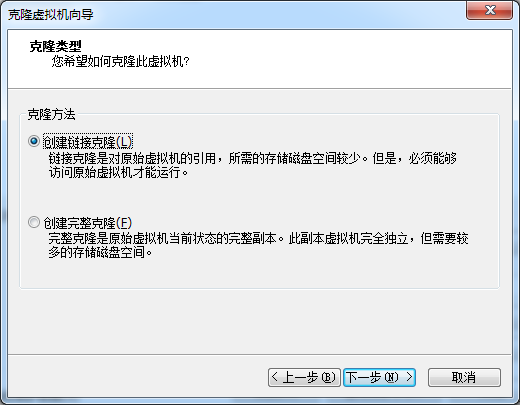 克隆虚拟机向导
克隆类型
您希望如何克隆此虚拟机?
克隆方法
创建链接克隆(L)
链接克隆是对原始虚拟机的引用，所需的存储磁盘空间较少。但是，必须能够
访问原始虚拟机才能运行。
创建完整克隆(F)
完整克隆是原始虚拟机当前状态的完整副本。此副本虚拟机完全独立，但需要较
多的存储磁盘空间。
< 上一步(B) 下一步(N) > 取消